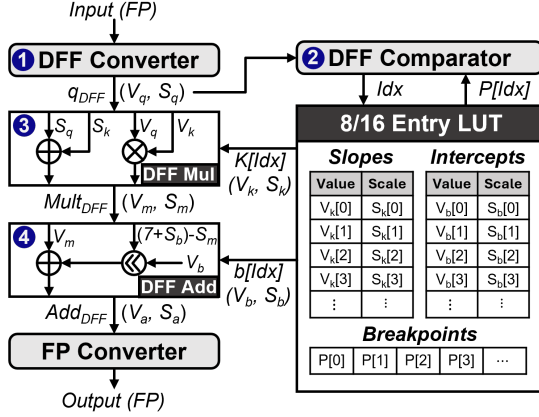 Input (FP)
1 DFF Converter
q_DFF (V_q, S_q)
2 DFF Comparator
Idx
P[Idx]
3
S_q S_k V_q V_k
DFF Mul
K[Idx]
(V_k, S_k)
Mult_DFF (V_m, S_m)
4
V_m (7+S_b)-S_m
V_b
DFF Add
b[Idx]
(V_b, S_b)
Add_DFF (V_a, S_a)
FP Converter
Output (FP)
8/16 Entry LUT
Slopes Intercepts
Value Scale Value Scale
V_k[0] S_k[0] V_b[0] S_b[0]
V_k[1] S_k[1] V_b[1] S_b[1]
V_k[2] S_k[2] V_b[2] S_b[2]
V_k[3] S_k[3] V_b[3] S_b[3]
⋮ ⋮ ⋮ ⋮
Breakpoints
P[0] P[1] P[2] P[3] ...